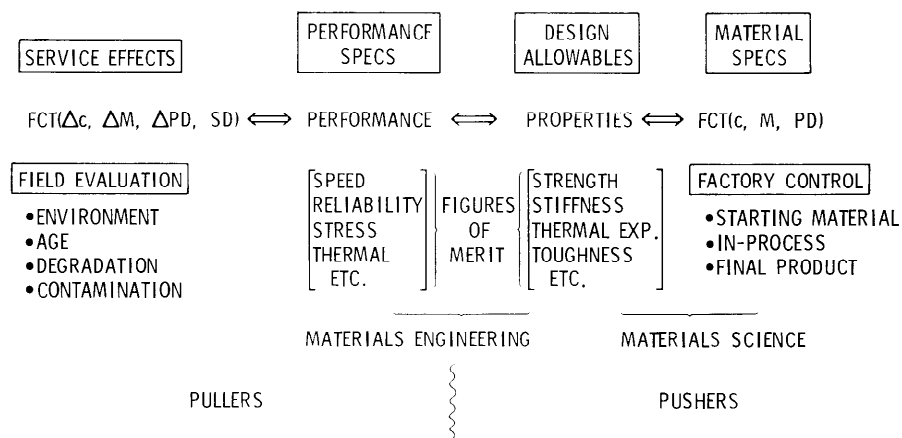 SERVICE EFFECTS
PERFORMANCE
SPECS
DESIGN
ALLOWABLES
MATERIAL
SPECS
FCT(Δc, ΔM, ΔPD, SD) ⟺ PERFORMANCE ⟺ PROPERTIES ⟺ FCT(c, M, PD)
FIELD EVALUATION
•ENVIRONMENT
•AGE
•DEGRADATION
•CONTAMINATION
SPEED
RELIABILITY
STRESS
THERMAL
ETC.
FIGURES
OF
MERIT
STRENGTH
STIFFNESS
THERMAL EXP.
TOUGHNESS
ETC.
FACTORY CONTROL
•STARTING MATERIAL
•IN-PROCESS
•FINAL PRODUCT
MATERIALS ENGINEERING
MATERIALS SCIENCE
PULLERS
PUSHERS